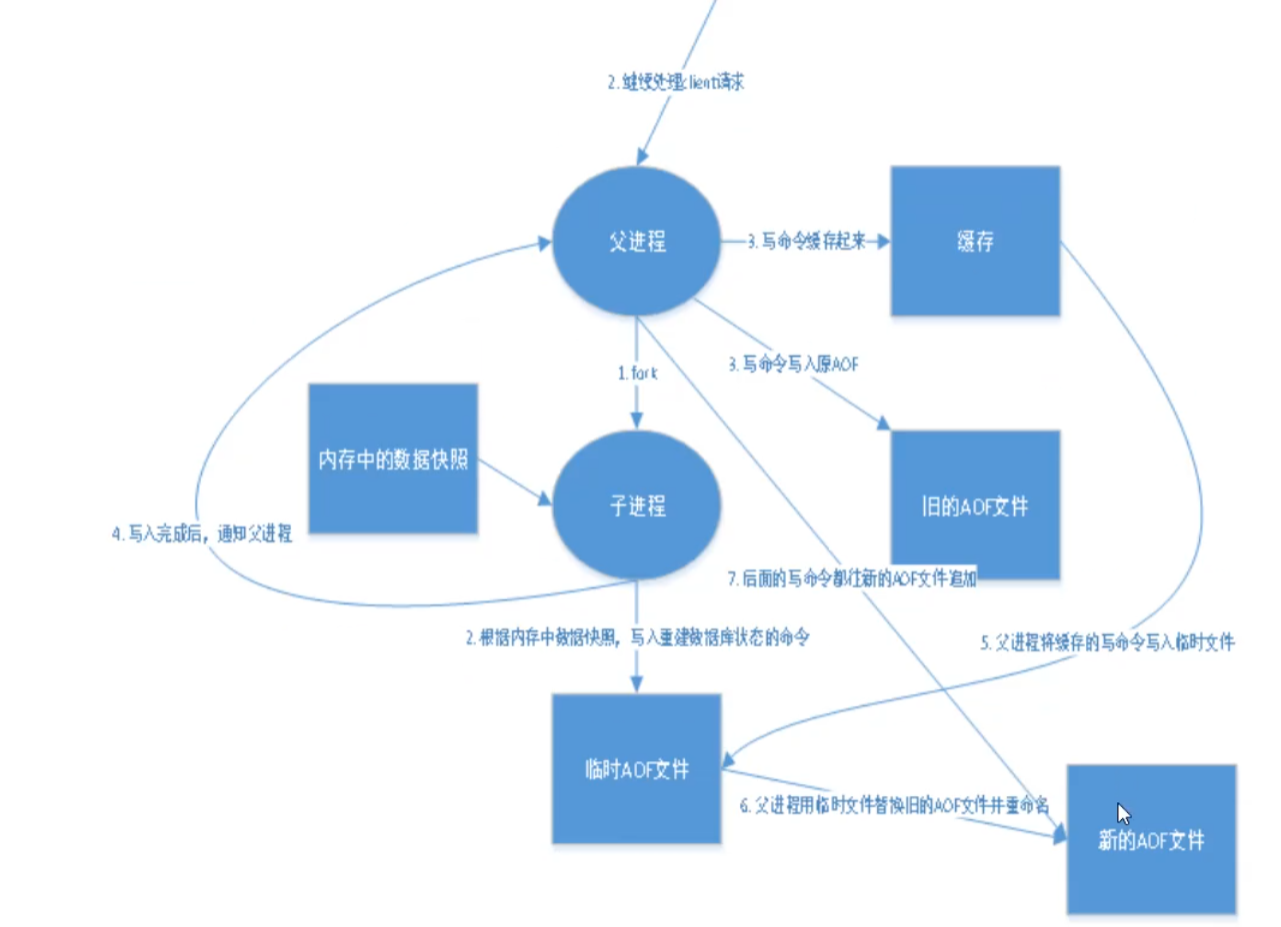 2.继续处理client请求
父进程
3.写命令缓存起来
缓存
3.写命令写入原AOF
1.fork
内存中的数据快照
子进程
旧的AOF文件
4.写入完成后，通知父进程
7.后面的写命令都往新的AOF文件追加
2.根据内存中数据快照，写入重建数据库状态的命令
5.父进程将缓存的写命令写入临时文件
临时AOF文件
6.父进程用临时文件替换旧的AOF文件并重命名
新的AOF文件